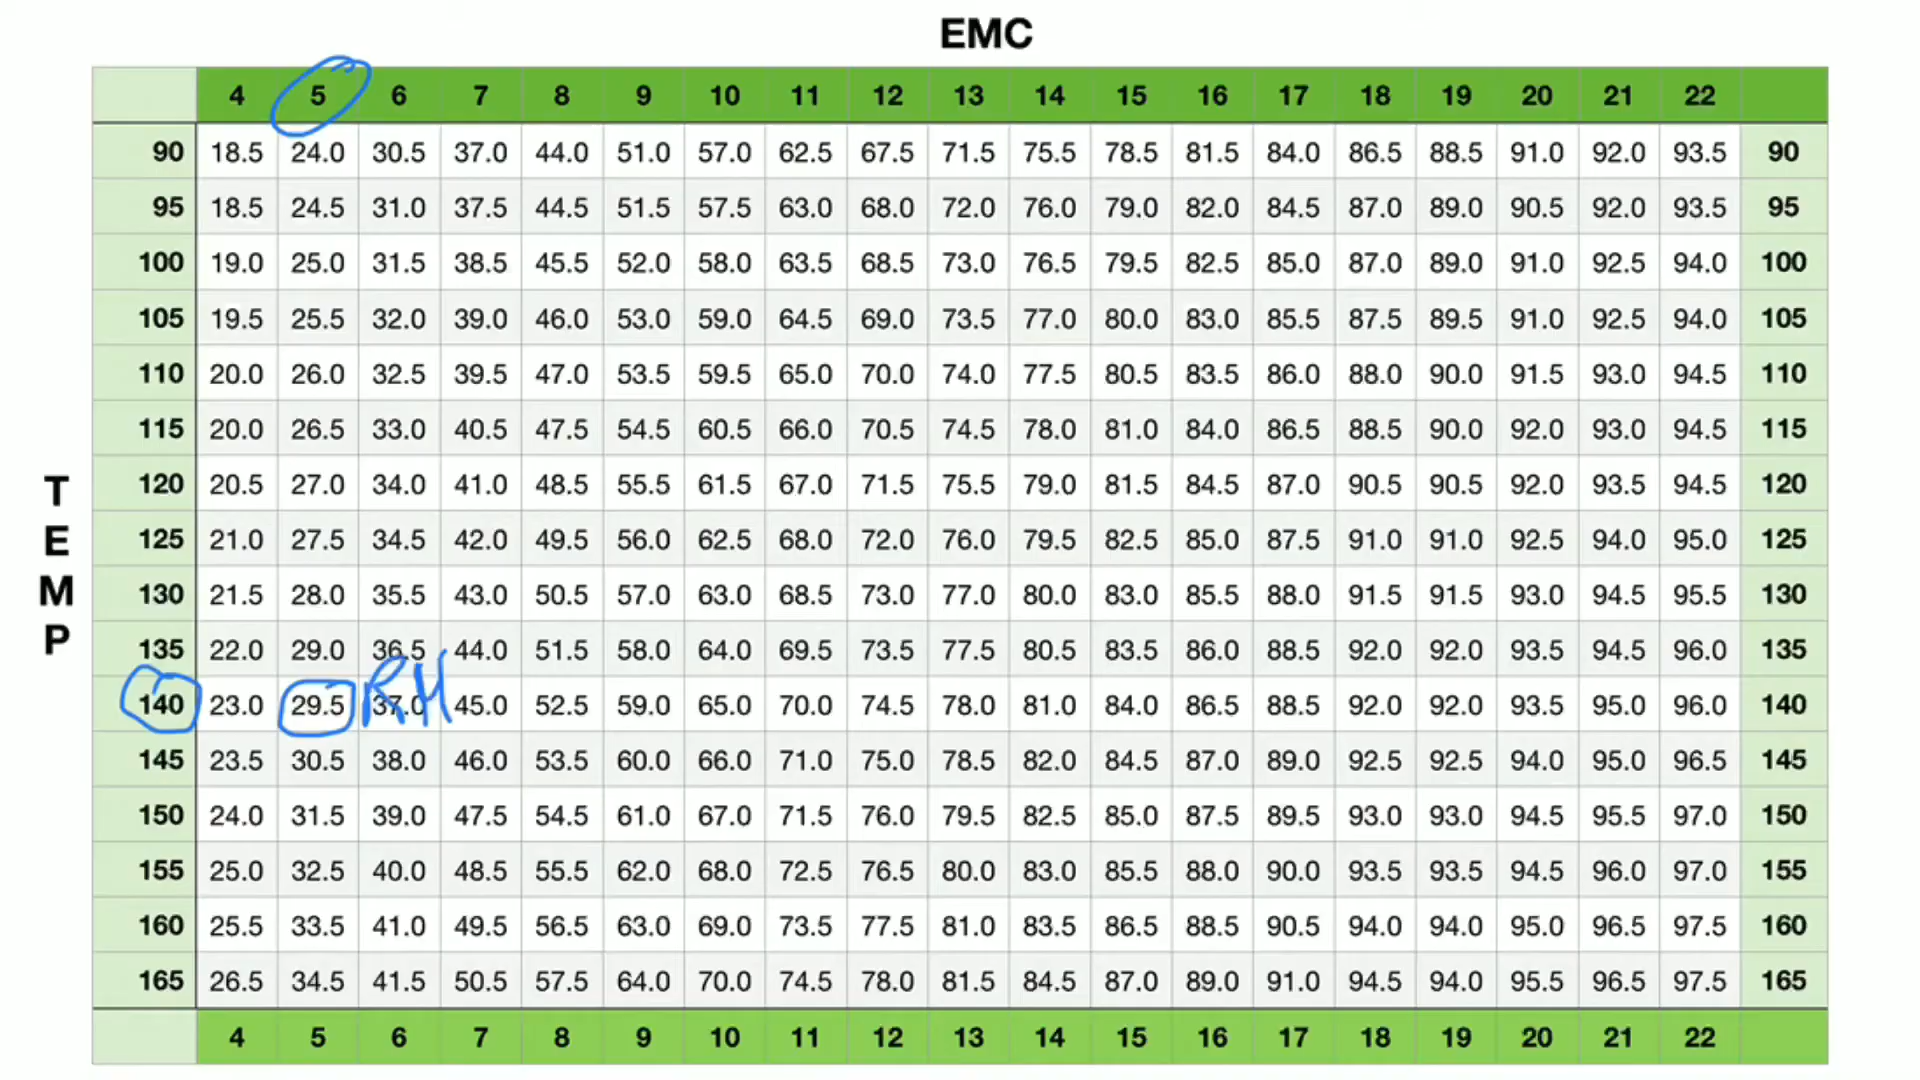 EMC
4 5 6 7 8 9 10 11 12 13 14 15 16 17 18 19 20 21 22
90 18.5 24.0 30.5 37.0 44.0 51.0 57.0 62.5 67.5 71.5 75.5 78.5 81.5 84.0 86.5 88.5 91.0 92.0 93.5 90
95 18.5 24.5 31.0 37.5 44.5 51.5 57.5 63.0 68.0 72.0 76.0 79.0 82.0 84.5 87.0 89.0 90.5 92.0 93.5 95
100 19.0 25.0 31.5 38.5 45.5 52.0 58.0 63.5 68.5 73.0 76.5 79.5 82.5 85.0 87.0 89.0 91.0 92.5 94.0 100
105 19.5 25.5 32.0 39.0 46.0 53.0 59.0 64.5 69.0 73.5 77.0 80.0 83.0 85.5 87.5 89.5 91.0 92.5 94.0 105
110 20.0 26.0 32.5 39.5 47.0 53.5 59.5 65.0 70.0 74.0 77.5 80.5 83.5 86.0 88.0 90.0 91.5 93.0 94.5 110
115 20.0 26.5 33.0 40.5 47.5 54.5 60.5 66.0 70.5 74.5 78.0 81.0 84.0 86.5 88.5 90.0 92.0 93.0 94.5 115
120 20.5 27.0 34.0 41.0 48.5 55.5 61.5 67.0 71.5 75.5 79.0 81.5 84.5 87.0 90.5 90.5 92.0 93.5 94.5 120
125 21.0 27.5 34.5 42.0 49.5 56.0 62.5 68.0 72.0 76.0 79.5 82.5 85.0 87.5 91.0 91.0 92.5 94.0 95.0 125
130 21.5 28.0 35.5 43.0 50.5 57.0 63.0 68.5 73.0 77.0 80.0 83.0 85.5 88.0 91.5 91.5 93.0 94.5 95.5 130
135 22.0 29.0 36.5 44.0 51.5 58.0 64.0 69.5 73.5 77.5 80.5 83.5 86.0 88.5 92.0 92.0 93.5 94.5 96.0 135
140 23.0 29.5 37.0 45.0 52.5 59.0 65.0 70.0 74.5 78.0 81.0 84.0 86.5 88.5 92.0 92.0 93.5 95.0 96.0 140
RH
145 23.5 30.5 38.0 46.0 53.5 60.0 66.0 71.0 75.0 78.5 82.0 84.5 87.0 89.0 92.5 92.5 94.0 95.0 96.5 145
150 24.0 31.5 39.0 47.5 54.5 61.0 67.0 71.5 76.0 79.5 82.5 85.0 87.5 89.5 93.0 93.0 94.5 95.5 97.0 150
155 25.0 32.5 40.0 48.5 55.5 62.0 68.0 72.5 76.5 80.0 83.0 85.5 88.0 90.0 93.5 93.5 94.5 96.0 97.0 155
160 25.5 33.5 41.0 49.5 56.5 63.0 69.0 73.5 77.5 81.0 83.5 86.5 88.5 90.5 94.0 94.0 95.0 96.5 97.5 160
165 26.5 34.5 41.5 50.5 57.5 64.0 70.0 74.5 78.0 81.5 84.5 87.0 89.0 91.0 94.5 94.0 95.5 96.5 97.5 165
4 5 6 7 8 9 10 11 12 13 14 15 16 17 18 19 20 21 22
T
E
M
P